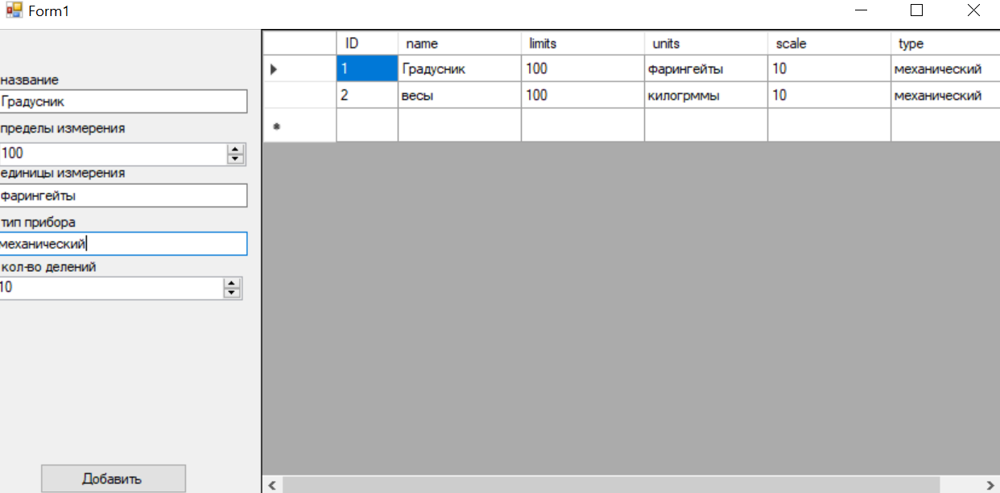 Form1
название
Градусник
пределы измерения
100
единицы измерения
фарингейты
тип прибора
механический
кол-во делений
10
Добавить
ID name limits units scale type
1 Градусник 100 фарингейты 10 механический
2 весы 100 килогрммы 10 механический